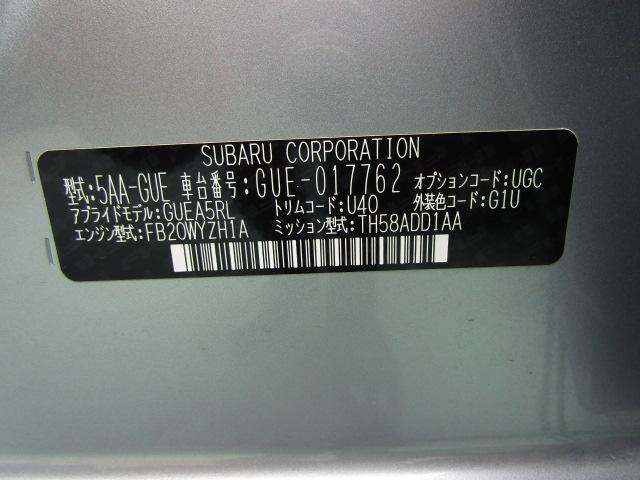 SUBARU CORPORATION
型式:5AA-GUE 車台番号:GUE-017762 オプションコード:UGC
アプライドモデル:GUEA5RL トリムコード:U40 外装色コード:G1U
エンジン型式:FB20WYZH1A ミッション型式:TH58ADD1AA